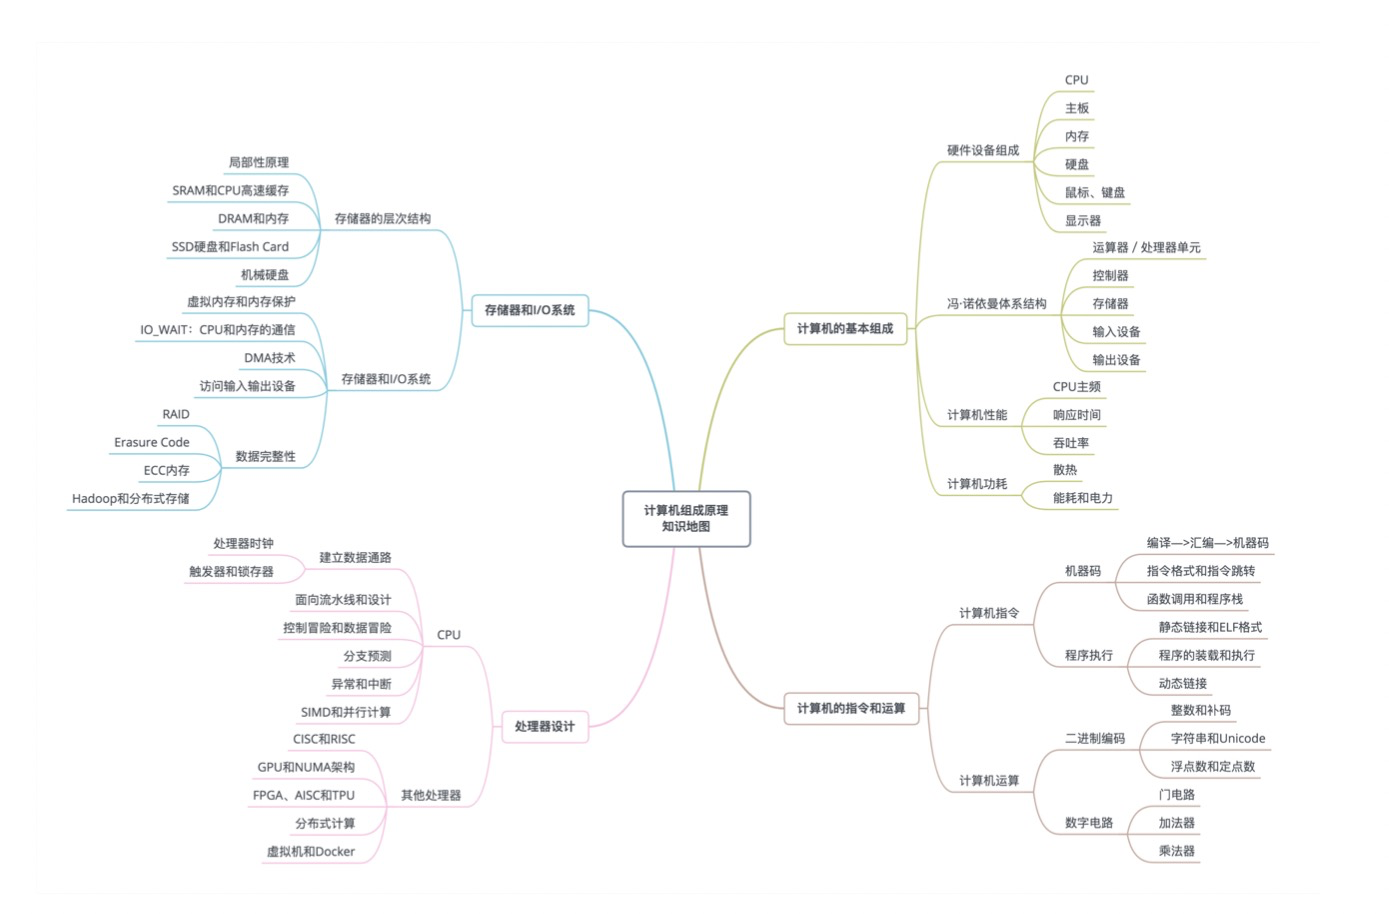 计算机组成原理
知识地图
存储器和I/O系统
存储器的层次结构
局部性原理
SRAM和CPU高速缓存
DRAM和内存
SSD硬盘和Flash Card
机械硬盘
存储器和I/O系统
虚拟内存和内存保护
IO_WAIT：CPU和内存的通信
DMA技术
访问输入输出设备
数据完整性
RAID
Erasure Code
ECC内存
Hadoop和分布式存储
处理器设计
CPU
建立数据通路
处理器时钟
触发器和锁存器
面向流水线和设计
控制冒险和数据冒险
分支预测
异常和中断
SIMD和并行计算
其他处理器
CISC和RISC
GPU和NUMA架构
FPGA、AISC和TPU
分布式计算
虚拟机和Docker
计算机的基本组成
硬件设备组成
CPU
主板
内存
硬盘
鼠标、键盘
显示器
冯·诺依曼体系结构
运算器 / 处理器单元
控制器
存储器
输入设备
输出设备
计算机性能
CPU主频
响应时间
吞吐率
计算机功耗
散热
能耗和电力
计算机的指令和运算
计算机指令
机器码
编译—>汇编—>机器码
指令格式和指令跳转
函数调用和程序栈
程序执行
静态链接和ELF格式
程序的装载和执行
动态链接
计算机运算
二进制编码
整数和补码
字符串和Unicode
浮点数和定点数
数字电路
门电路
加法器
乘法器